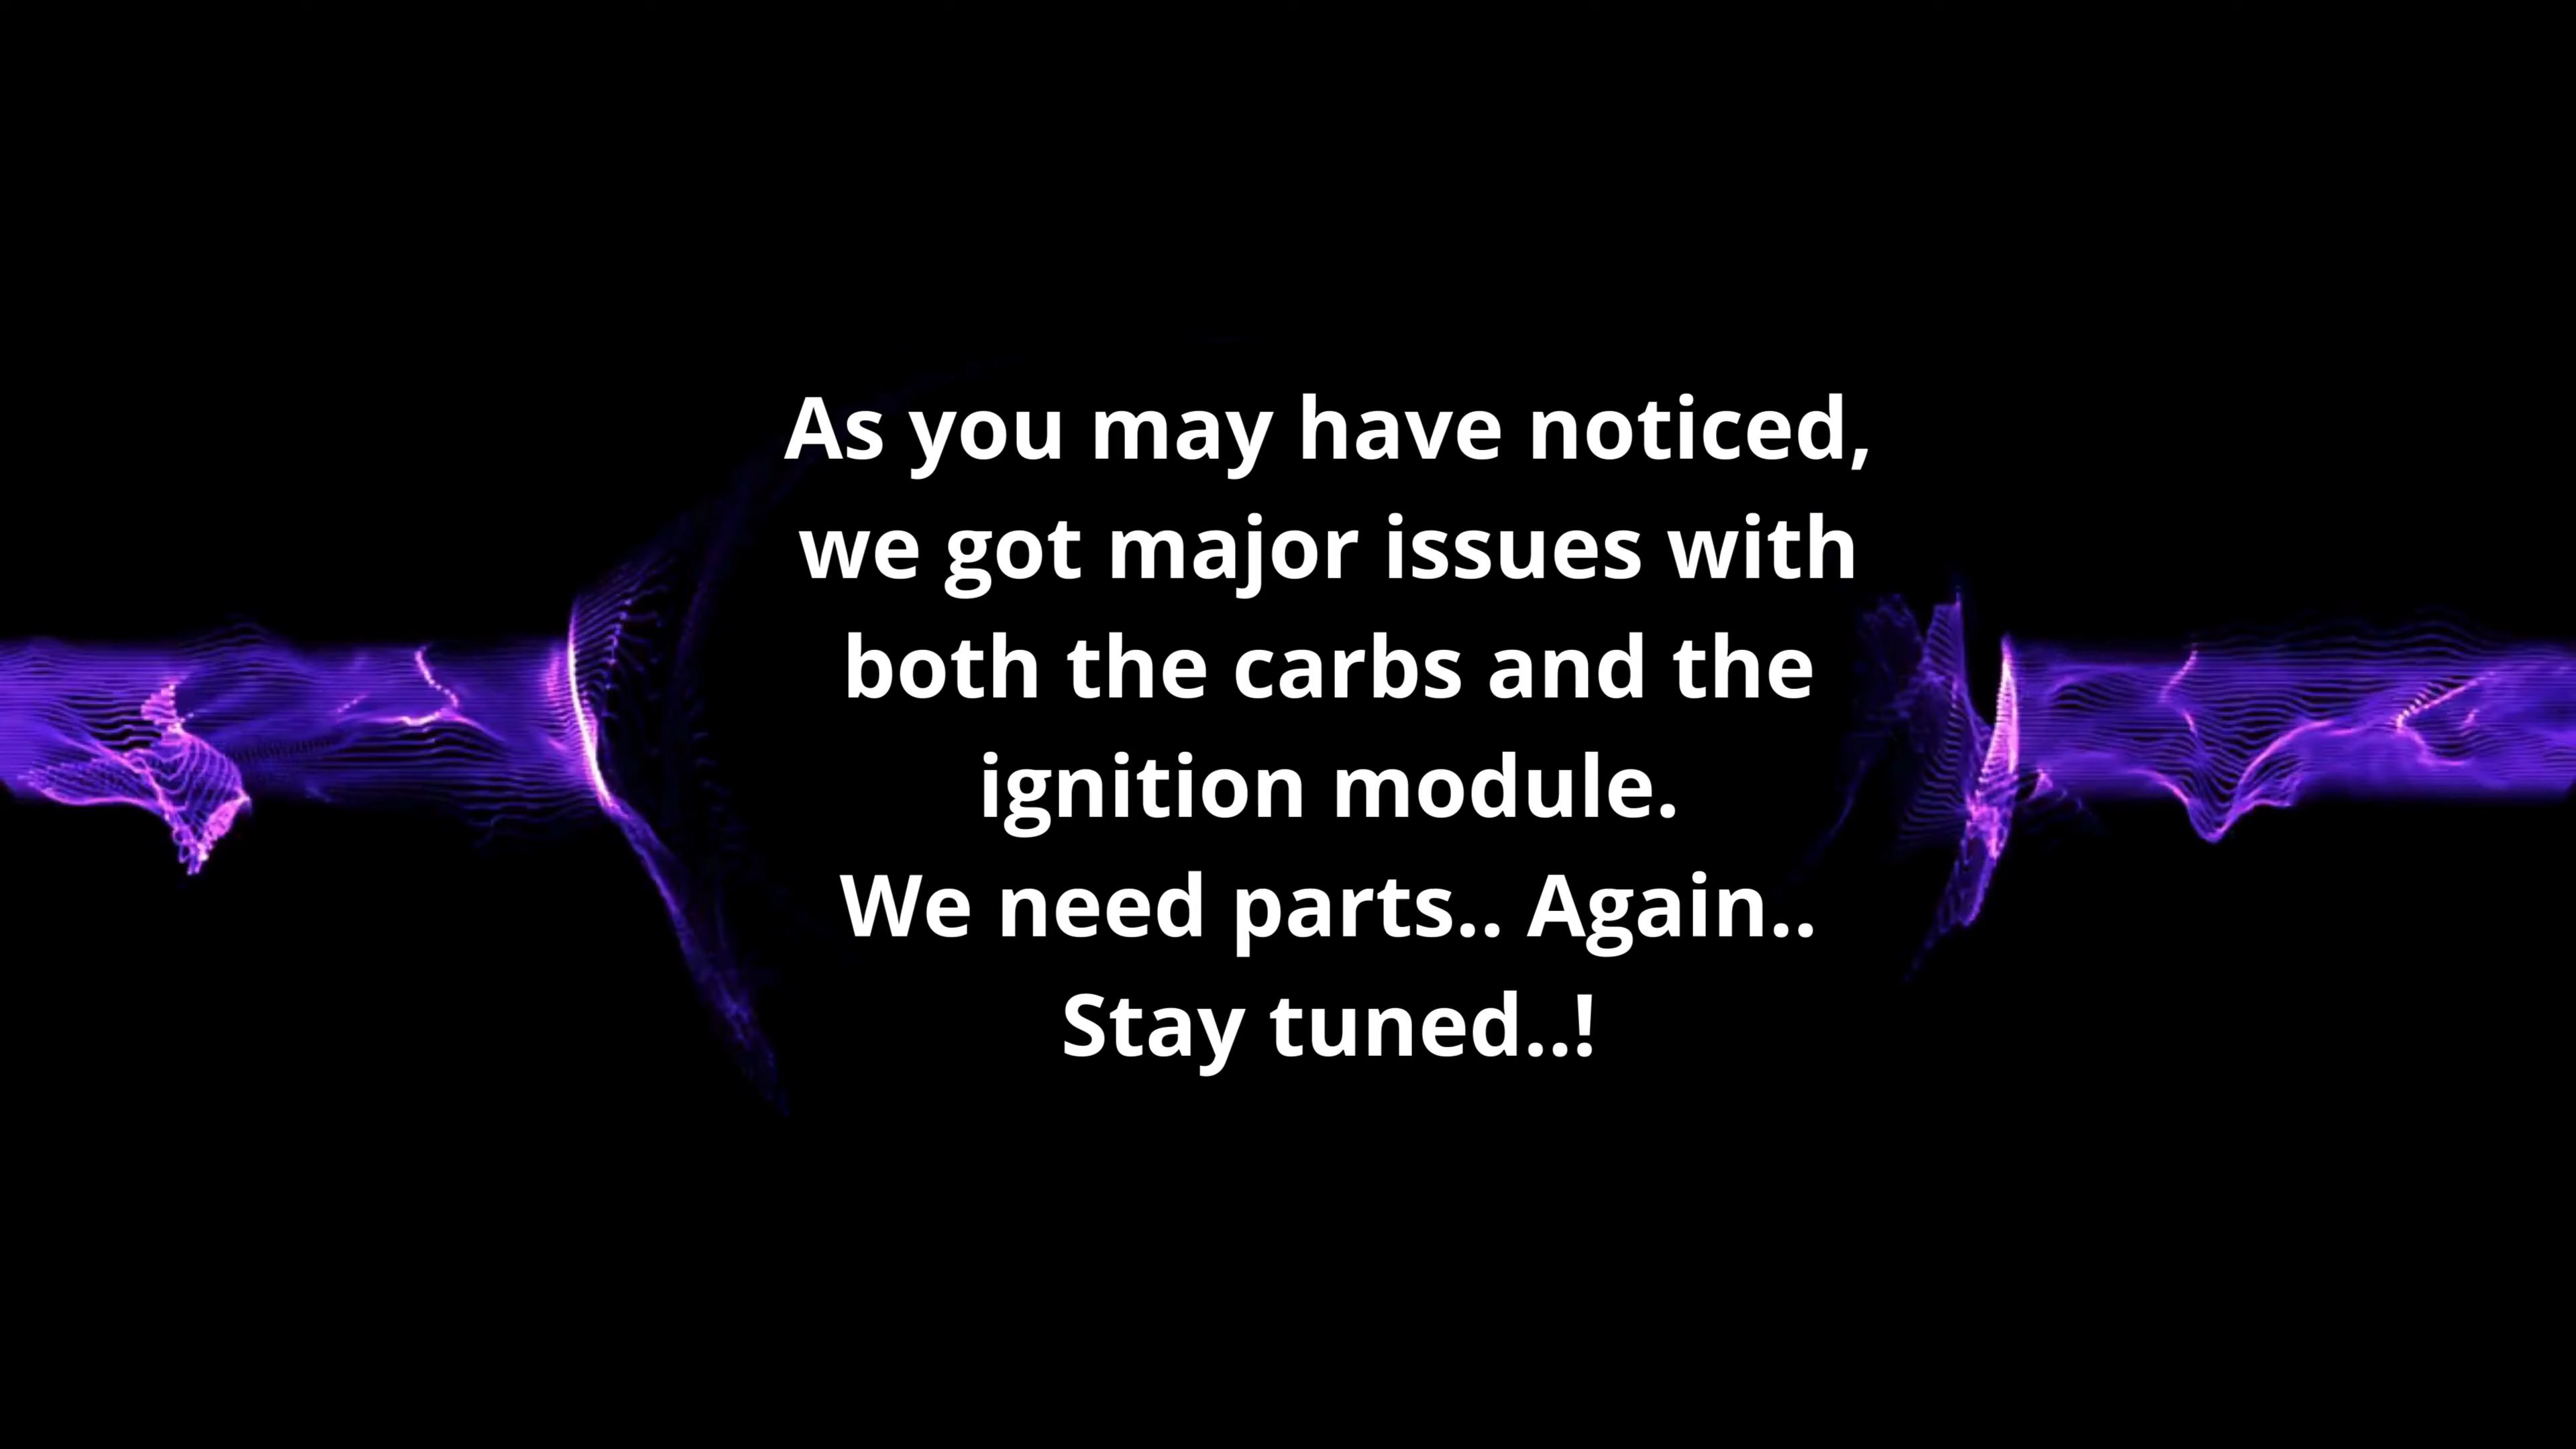 As you may have noticed,
we got major issues with
both the carbs and the
ignition module.
We need parts.. Again..
Stay tuned..!